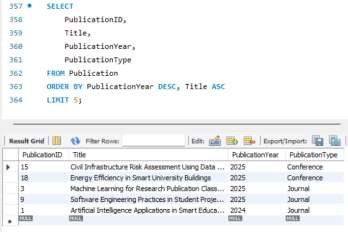 357 SELECT
358 PublicationID,
359 Title,
360 PublicationYear,
361 PublicationType
362 FROM Publication
363 ORDER BY PublicationYear DESC, Title ASC
364 LIMIT 5;
Result Grid Filter Rows: Edit: Export/Import:
PublicationID Title PublicationYear PublicationType
15 Civil Infrastructure Risk Assessment Using Data ... 2025 Conference
18 Energy Efficiency in Smart University Buildings 2025 Conference
3 Machine Learning for Research Publication Class... 2025 Journal
9 Software Engineering Practices in Student Proje... 2025 Journal
1 Artificial Intelligence Applications in Smart Educa... 2024 Journal
NULL NULL NULL NULL